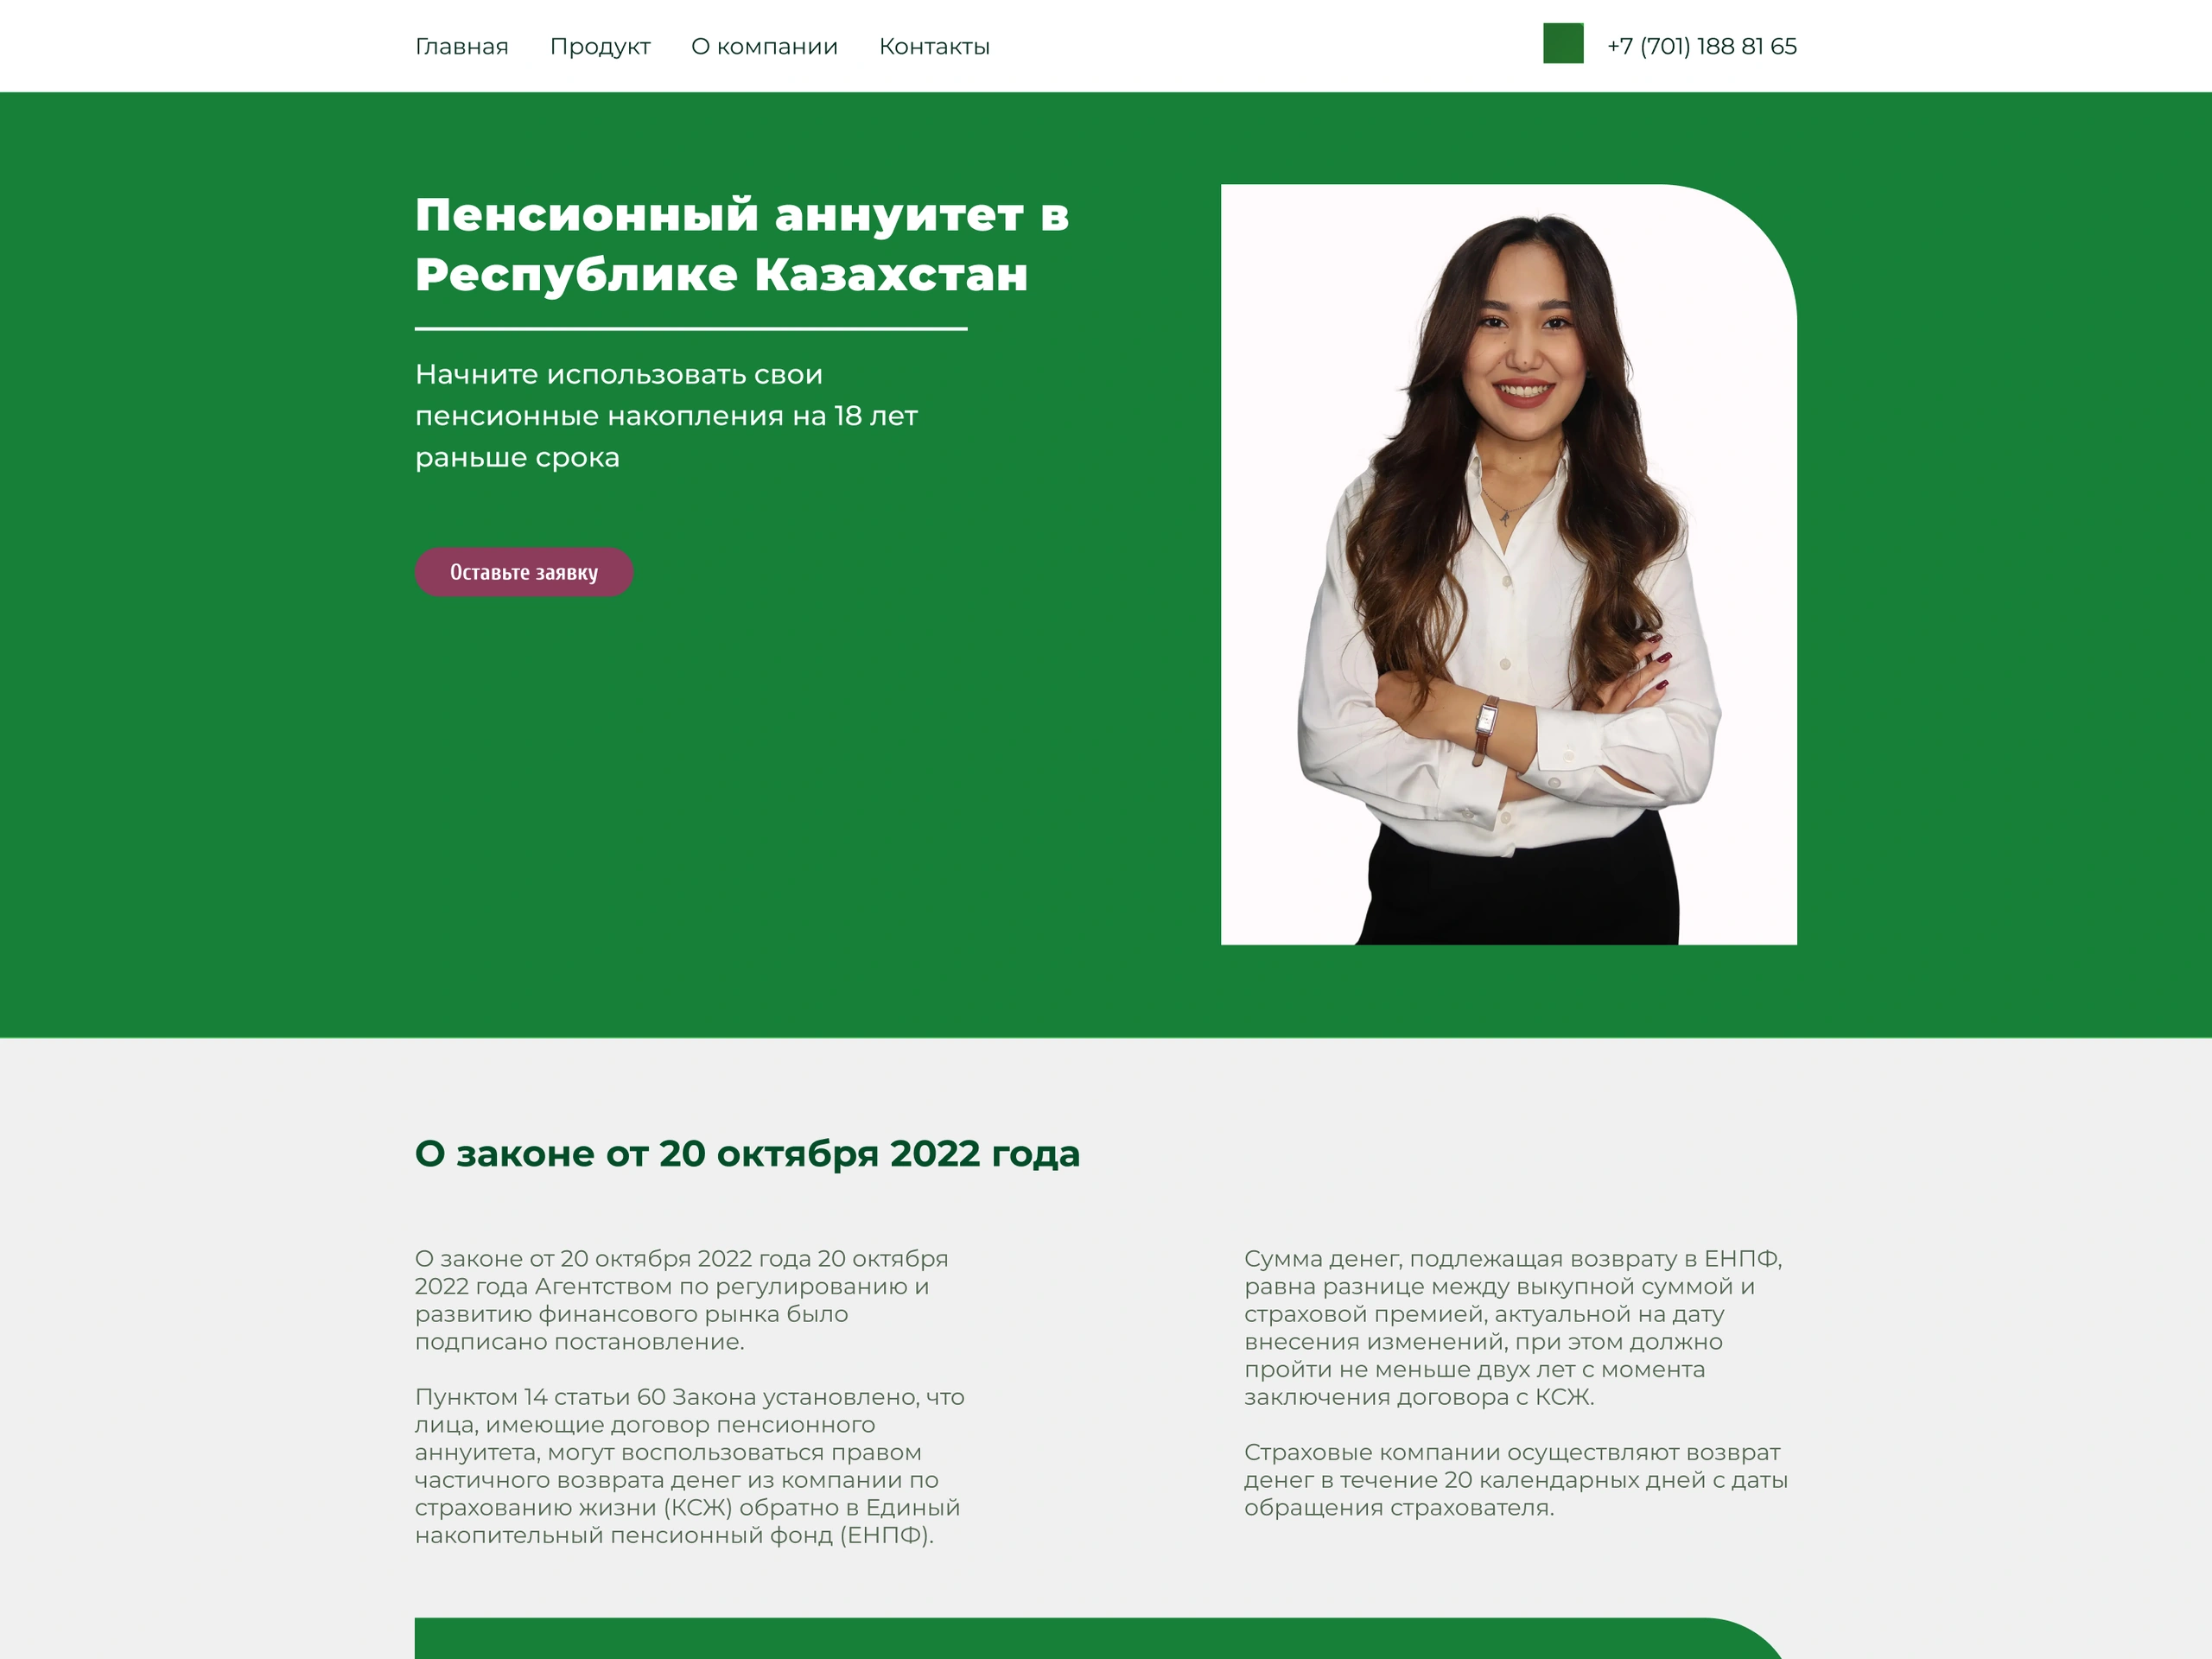 Главная Продукт О компании Контакты +7 (701) 188 81 65
Пенсионный аннуитет в
Республике Казахстан
Начните использовать свои
пенсионные накопления на 18 лет
раньше срока
Оставьте заявку
О законе от 20 октября 2022 года
О законе от 20 октября 2022 года 20 октября
2022 года Агентством по регулированию и
развитию финансового рынка было
подписано постановление.
Пунктом 14 статьи 60 Закона установлено, что
лица, имеющие договор пенсионного
аннуитета, могут воспользоваться правом
частичного возврата денег из компании по
страхованию жизни (КСЖ) обратно в Единый
накопительный пенсионный фонд (ЕНПФ).
Сумма денег, подлежащая возврату в ЕНПФ,
равна разнице между выкупной суммой и
страховой премией, актуальной на дату
внесения изменений, при этом должно
пройти не меньше двух лет с момента
заключения договора с КСЖ.
Страховые компании осуществляют возврат
денег в течение 20 календарных дней с даты
обращения страхователя.